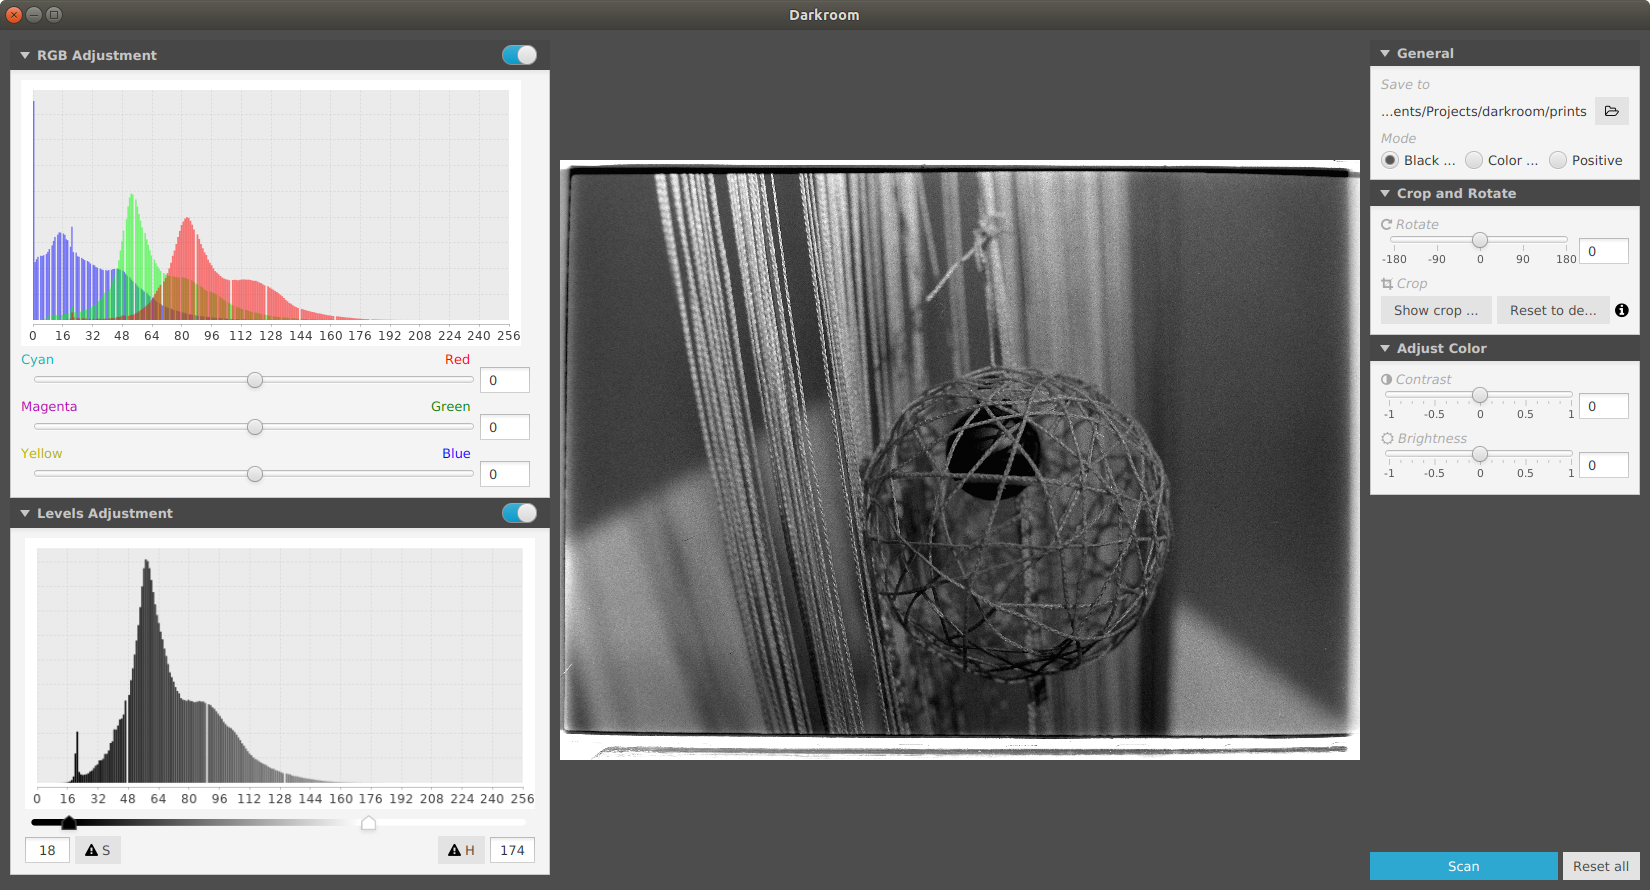 Darkroom
RGB Adjustment
0 16 32 48 64 80 96 112 128 144 160 176 192 208 224 240 256
Cyan Red
0
Magenta Green
0
Yellow Blue
0
Levels Adjustment
0 16 32 48 64 80 96 112 128 144 160 176 192 208 224 240 256
18 S H 174
General
Save to
...ents/Projects/darkroom/prints
Mode
Black ... Color ... Positive
Crop and Rotate
Rotate
-180 -90 0 90 180 0
Crop
Show crop ... Reset to de...
Adjust Color
Contrast
-1 -0.5 0 0.5 1 0
Brightness
-1 -0.5 0 0.5 1 0
Scan Reset all